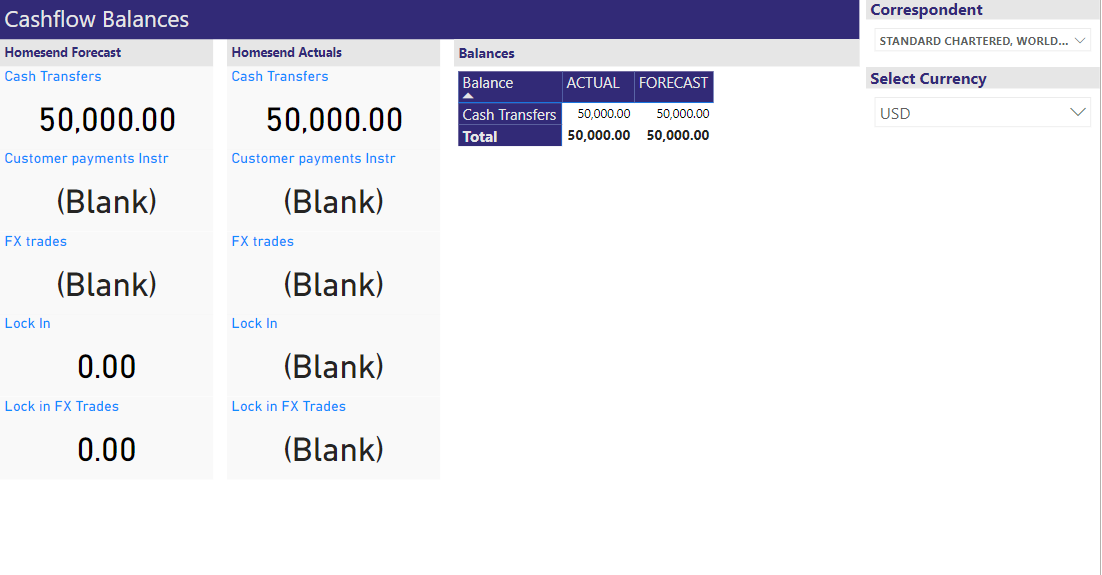 Cashflow Balances
Homesend Forecast
Cash Transfers
50,000.00
Customer payments Instr
(Blank)
FX trades
(Blank)
Lock In
0.00
Lock in FX Trades
0.00
Homesend Actuals
Cash Transfers
50,000.00
Customer payments Instr
(Blank)
FX trades
(Blank)
Lock In
(Blank)
Lock in FX Trades
(Blank)
Balances
Balance ACTUAL FORECAST
Cash Transfers 50,000.00 50,000.00
Total 50,000.00 50,000.00
Correspondent
STANDARD CHARTERED, WORLD...
Select Currency
USD